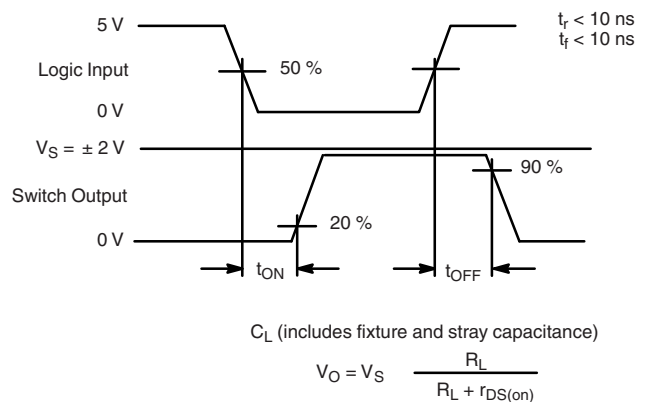 5 V
t_r < 10 ns
t_f < 10 ns
Logic Input
50 %
0 V
V_S = ± 2 V
90 %
Switch Output
20 %
0 V
t_ON
t_OFF
C_L (includes fixture and stray capacitance)
V_O = V_S R_L / R_L + r_DS(on)